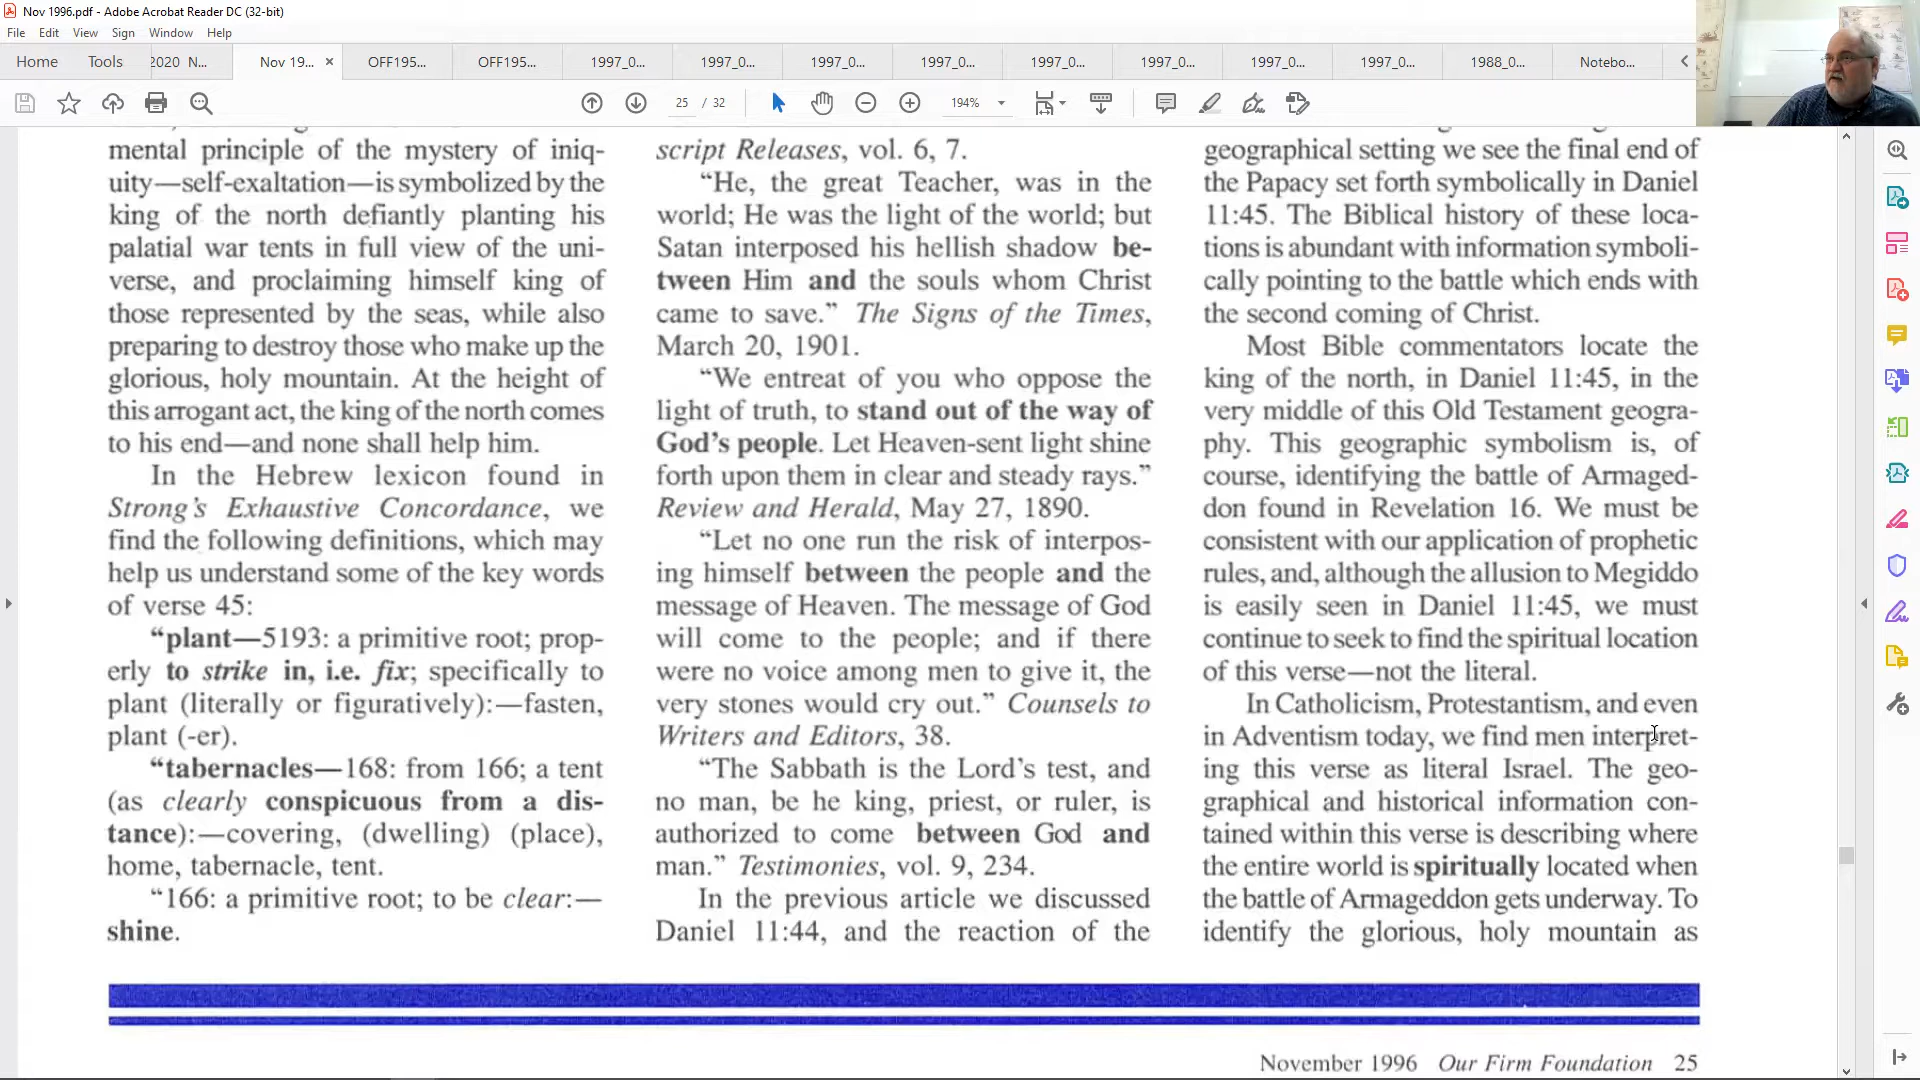 Nov 1996.pdf - Adobe Acrobat Reader DC (32-bit)
File Edit View Sign Window Help
Home Tools 2020 N... Nov 19... × OFF195... OFF195... 1997_0... 1997_0... 1997_0... 1997_0... 1997_0... 1997_0... 1997_0... 1997_0... 1988_0... Notebo...
25 / 32 194%
mental principle of the mystery of iniq-
uity—self-exaltation—is symbolized by the
king of the north defiantly planting his
palatial war tents in full view of the uni-
verse, and proclaiming himself king of
those represented by the seas, while also
preparing to destroy those who make up the
glorious, holy mountain. At the height of
this arrogant act, the king of the north comes
to his end—and none shall help him.
In the Hebrew lexicon found in
Strong's Exhaustive Concordance, we
find the following definitions, which may
help us understand some of the key words
of verse 45:
“plant—5193: a primitive root; prop-
erly to strike in, i.e. fix; specifically to
plant (literally or figuratively):—fasten,
plant (-er).
“tabernacles—168: from 166; a tent
(as clearly conspicuous from a dis-
tance):—covering, (dwelling) (place),
home, tabernacle, tent.
“166: a primitive root; to be clear:—
shine.
script Releases, vol. 6, 7.
“He, the great Teacher, was in the
world; He was the light of the world; but
Satan interposed his hellish shadow be-
tween Him and the souls whom Christ
came to save.” The Signs of the Times,
March 20, 1901.
“We entreat of you who oppose the
light of truth, to stand out of the way of
God's people. Let Heaven-sent light shine
forth upon them in clear and steady rays.”
Review and Herald, May 27, 1890.
“Let no one run the risk of interpos-
ing himself between the people and the
message of Heaven. The message of God
will come to the people; and if there
were no voice among men to give it, the
very stones would cry out.” Counsels to
Writers and Editors, 38.
“The Sabbath is the Lord's test, and
no man, be he king, priest, or ruler, is
authorized to come between God and
man.” Testimonies, vol. 9, 234.
In the previous article we discussed
Daniel 11:44, and the reaction of the
geographical setting we see the final end of
the Papacy set forth symbolically in Daniel
11:45. The Biblical history of these loca-
tions is abundant with information symboli-
cally pointing to the battle which ends with
the second coming of Christ.
Most Bible commentators locate the
king of the north, in Daniel 11:45, in the
very middle of this Old Testament geogra-
phy. This geographic symbolism is, of
course, identifying the battle of Armaged-
don found in Revelation 16. We must be
consistent with our application of prophetic
rules, and, although the allusion to Megiddo
is easily seen in Daniel 11:45, we must
continue to seek to find the spiritual location
of this verse—not the literal.
In Catholicism, Protestantism, and even
in Adventism today, we find men interpret-
ing this verse as literal Israel. The geo-
graphical and historical information con-
tained within this verse is describing where
the entire world is spiritually located when
the battle of Armageddon gets underway. To
identify the glorious, holy mountain as
November 1996 Our Firm Foundation 25